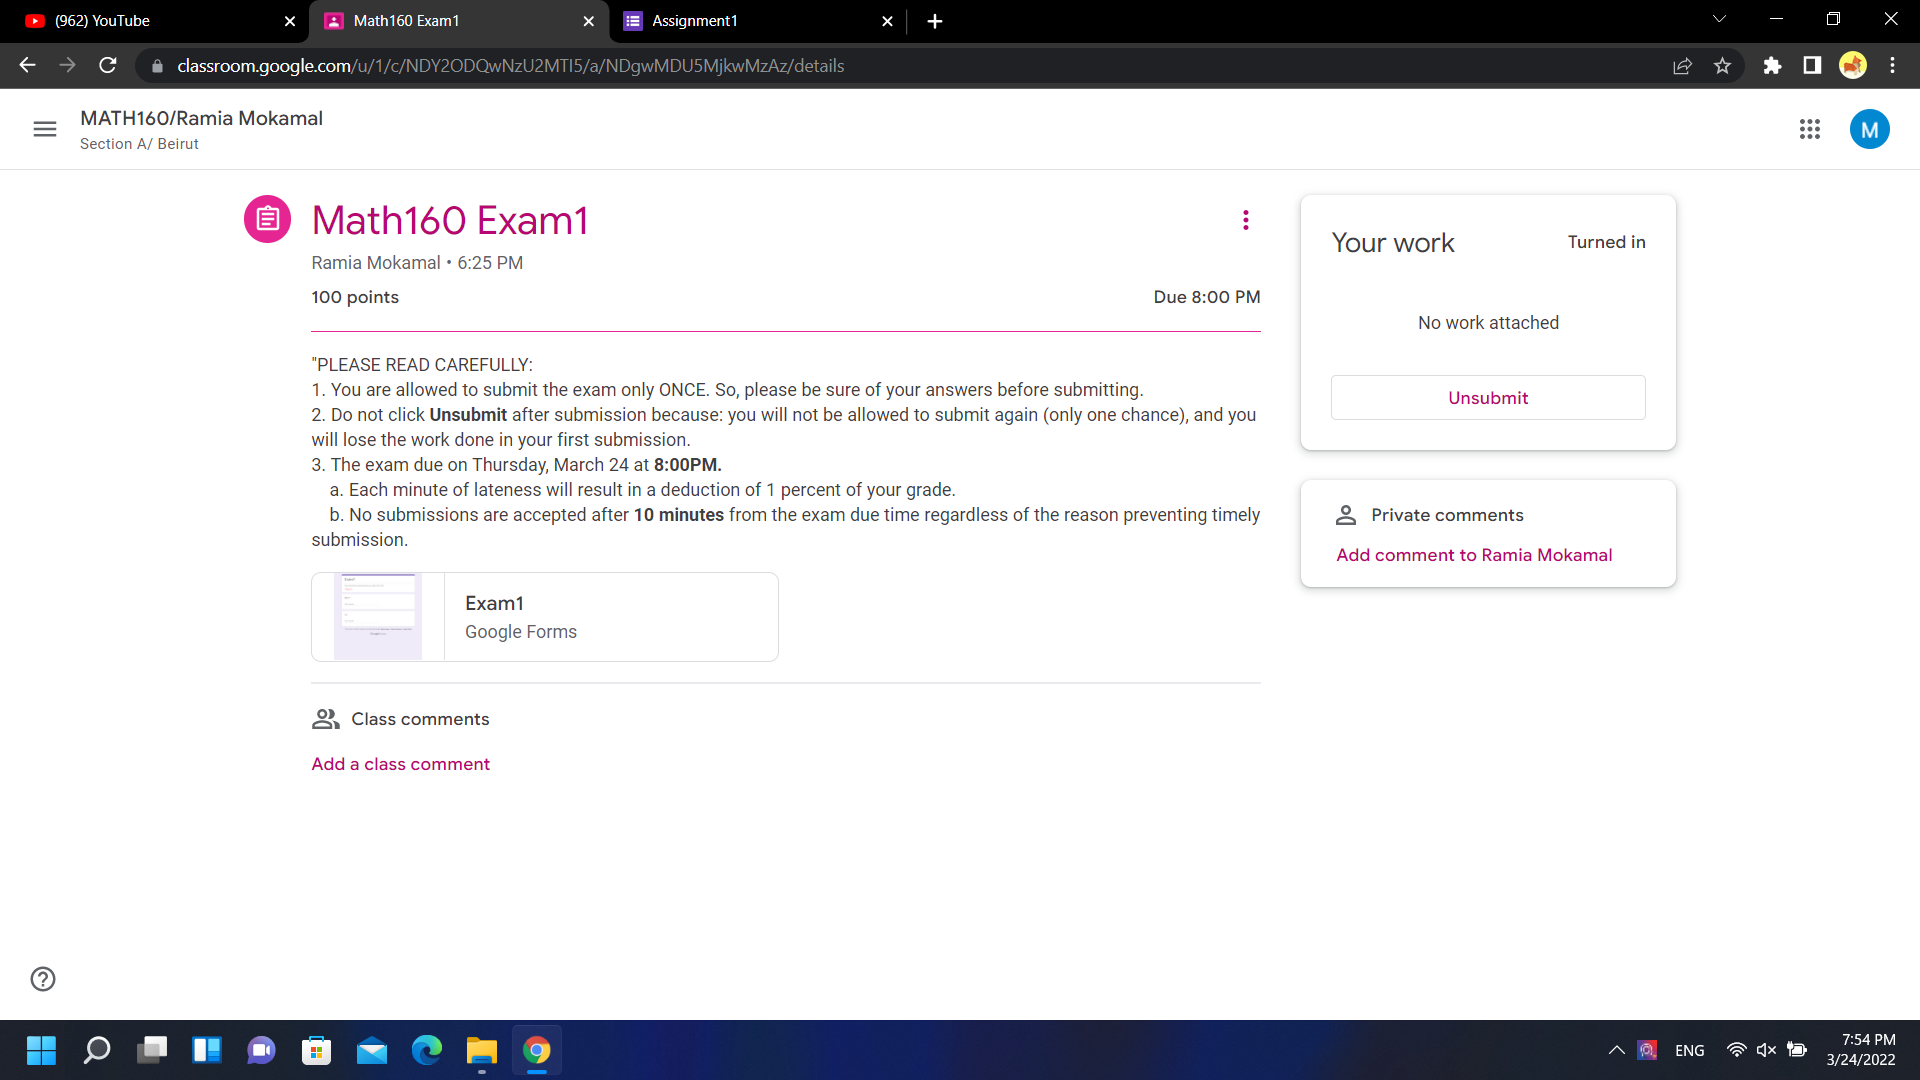 (962) YouTube
Math160 Exam1
Assignment1
classroom.google.com/u/1/c/NDY2ODQwNzU2MTI5/a/NDgwMDU5MjkwMzAz/details
MATH160/Ramia Mokamal
Section A/ Beirut
M
Math160 Exam1
Ramia Mokamal • 6:25 PM
100 points
Due 8:00 PM
"PLEASE READ CAREFULLY:
1. You are allowed to submit the exam only ONCE. So, please be sure of your answers before submitting.
2. Do not click Unsubmit after submission because: you will not be allowed to submit again (only one chance), and you
will lose the work done in your first submission.
3. The exam due on Thursday, March 24 at 8:00PM.
a. Each minute of lateness will result in a deduction of 1 percent of your grade.
b. No submissions are accepted after 10 minutes from the exam due time regardless of the reason preventing timely
submission.
Exam1
Google Forms
Class comments
Add a class comment
Your work
Turned in
No work attached
Unsubmit
Private comments
Add comment to Ramia Mokamal
ENG
7:54 PM
3/24/2022